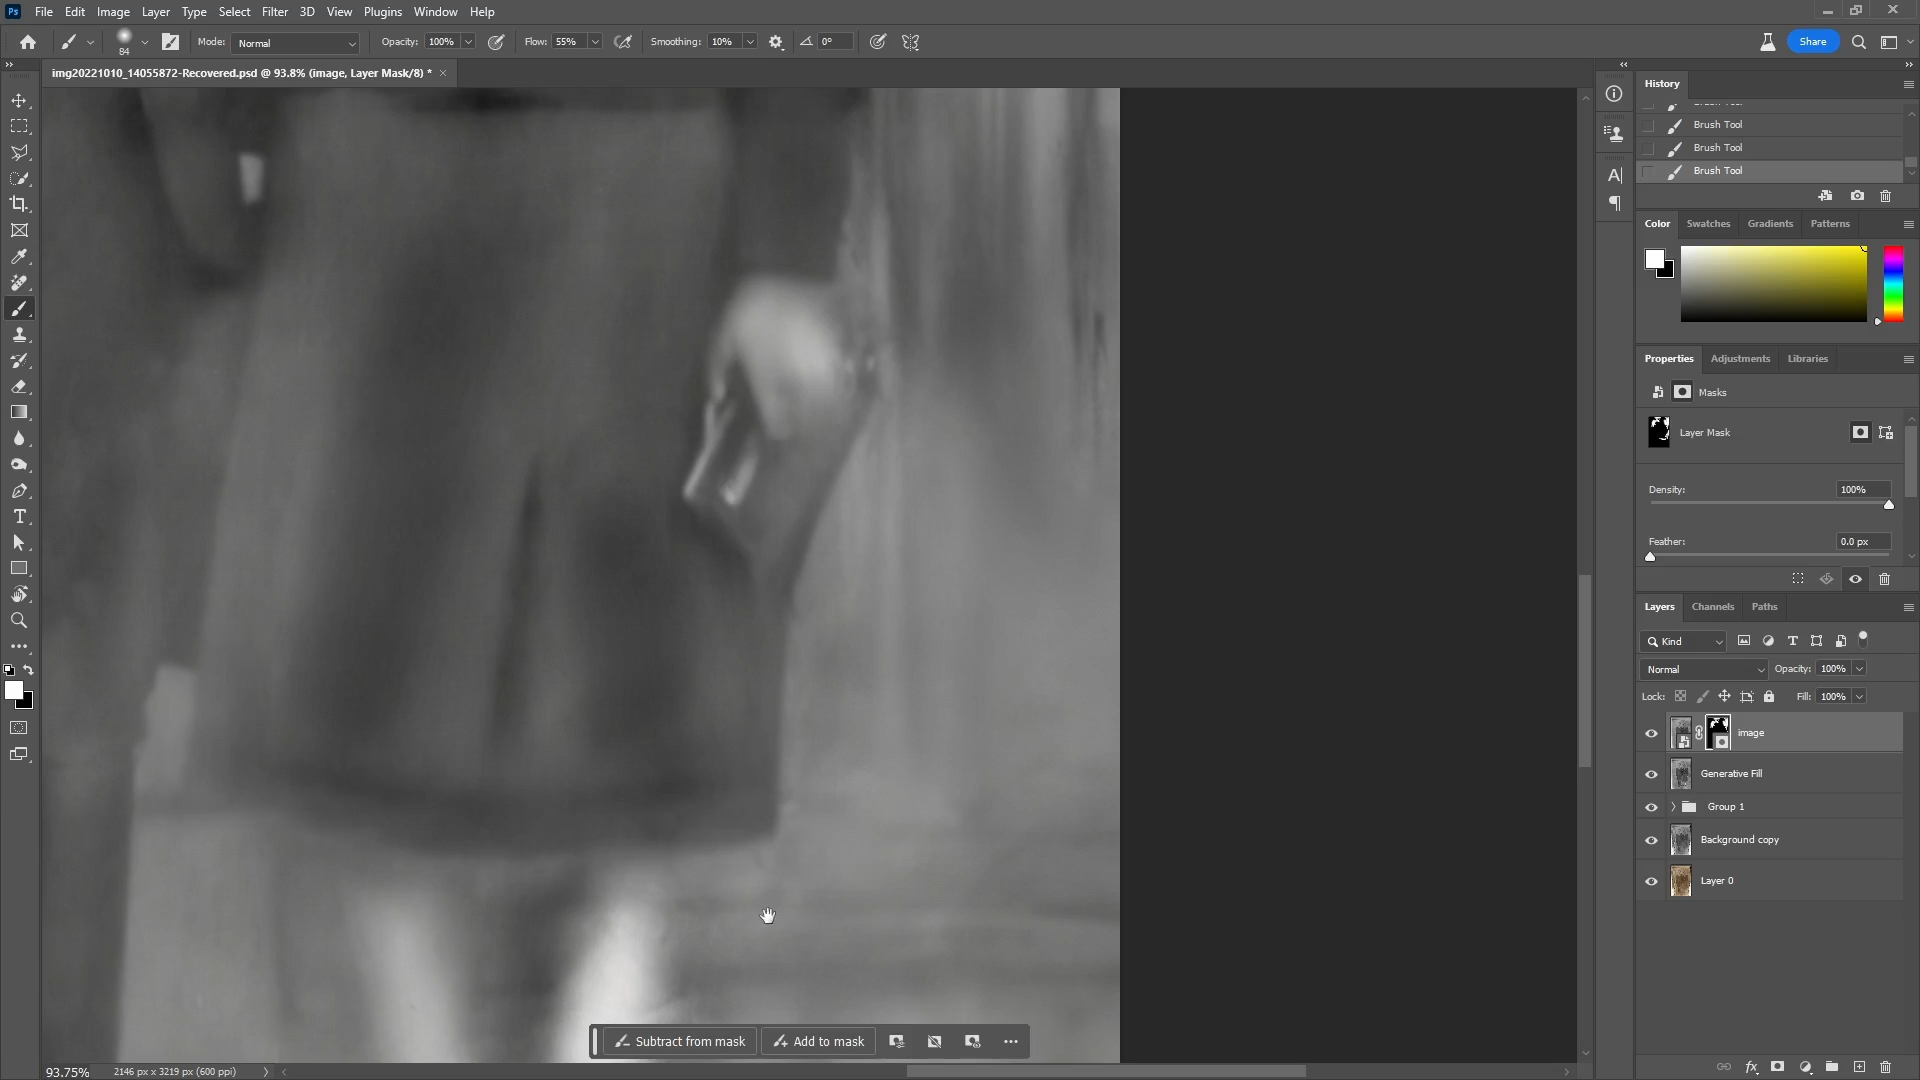 Ps File Edit Image Layer Type Select Filter 3D View Plugins Window Help
84 Mode: Normal Opacity: 100% Flow: 55% Smoothing: 10% 0° Share
img20221010_14055872-Recovered.psd @ 93.8% (image, Layer Mask/8) * ×
History
Brush Tool
Brush Tool
Brush Tool
Brush Tool
Color Swatches Gradients Patterns
Properties Adjustments Libraries
Masks
Layer Mask
Density: 100%
Feather: 0.0 px
Layers Channels Paths
Kind
Normal Opacity: 100%
Lock: Fill: 100%
image
Generative Fill
Group 1
Background copy
Layer 0
Subtract from mask Add to mask
93.75% 2146 px x 3219 px (600 ppi)